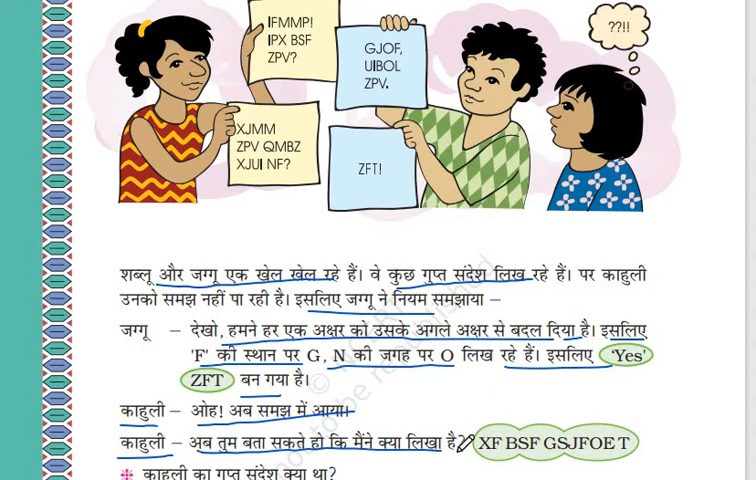 IFMMP!
IPX BSF
ZPV?
GJOF,
UIBOL
ZPV.
??!!
XJMM
ZPV QMBZ
XJUI NF?
ZFT!
शब्लू और जग्गू एक खेल खेल रहे हैं। वे कुछ गुप्त संदेश लिख रहे हैं। पर काहुली
उनको समझ नहीं पा रही है। इसलिए जग्गू ने नियम समझाया –
जग्गू – देखो, हमने हर एक अक्षर को उसके अगले अक्षर से बदल दिया है। इसलिए
'F' की स्थान पर G, N की जगह पर O लिख रहे हैं। इसलिए 'Yes'
ZFT बन गया है।
काहुली – ओह! अब समझ में आया।
काहुली – अब तुम बता सकते हो कि मैंने क्या लिखा है? XF BSF GSJFOE T
काहुली का गुप्त संदेश क्या था?